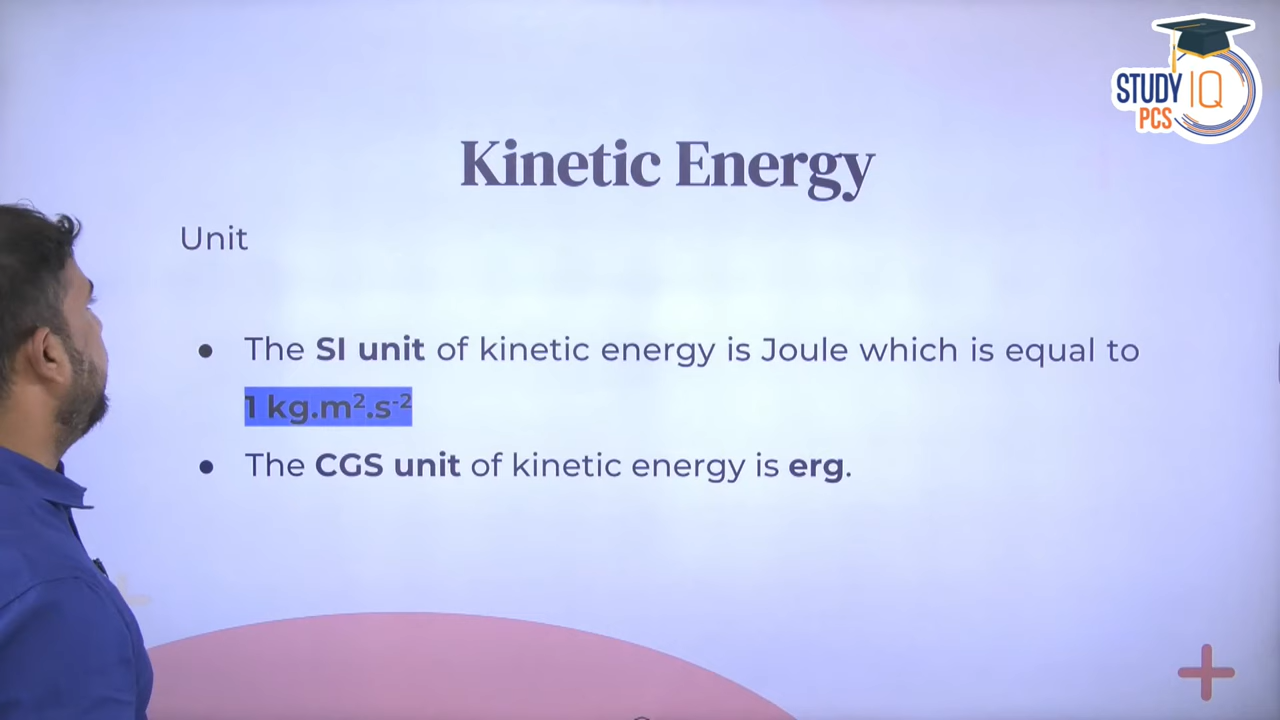 STUDY IQ
PCS
Kinetic Energy
Unit
● The SI unit of kinetic energy is Joule which is equal to
1 kg.m².s⁻²
● The CGS unit of kinetic energy is erg.